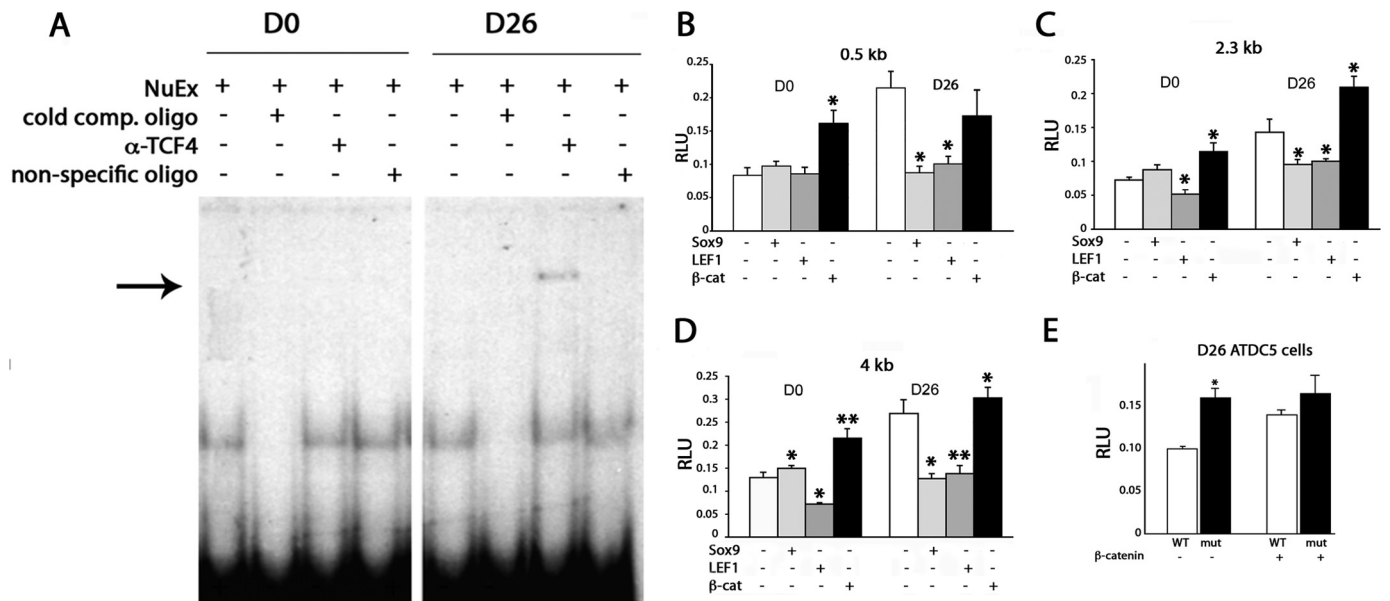 A
D0 D26
NuEx + + + + + + + +
cold comp. oligo - + - - - + - -
α-TCF4 - - + - - - + -
non-specific oligo - - - + - - - +
B
0.5 kb
D0 D26
RLU
0.25
0.2
0.15
0.1
0.05
0
* * *
Sox9 - + - - - + - -
LEF1 - - + - - - + -
β-cat - - - + - - - +
C
2.3 kb
D0 D26
RLU
0.25
0.2
0.15
0.1
0.05
0
* * * * *
Sox9 - + - - - + - -
LEF1 - - + - - - + -
β-cat - - - + - - - +
D
4 kb
D0 D26
RLU
0.25
0.3
0.25
0.2
0.15
0.1
0.05
0
* * ** * ** *
Sox9 - + - - - + - -
LEF1 - - + - - - + -
β-cat - - - + - - - +
E
D26 ATDC5 cells
RLU
0.15
0.10
0.05
0
*
WT mut WT mut
β-catenin - - + +